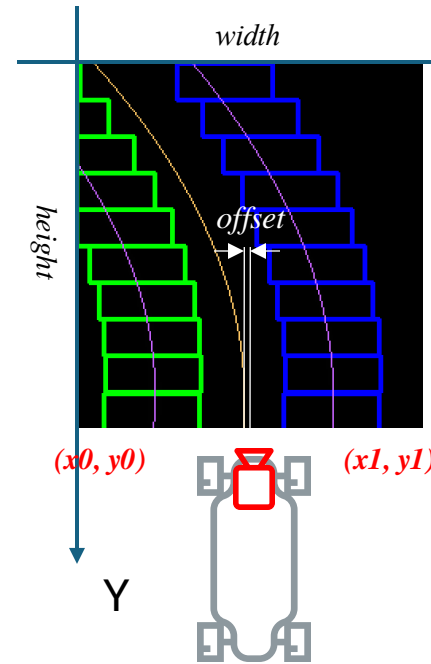 width
height
offset
(x0, y0)
(x1, y1)
Y